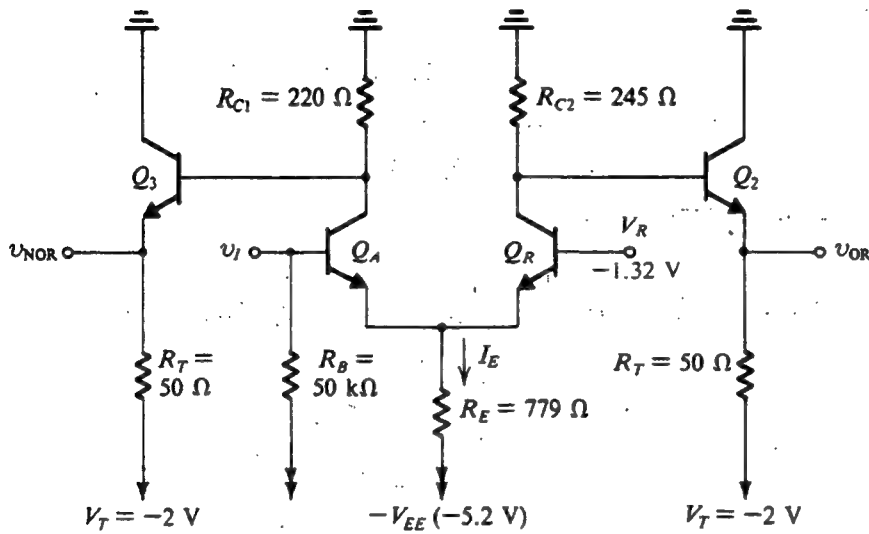 R_C1 = 220 Ω
R_C2 = 245 Ω
Q_3
Q_2
υ_NOR
υ_I
Q_A
Q_R
V_R
−1.32 V
υ_OR
R_T =
50 Ω
R_B =
50 kΩ
I_E
R_E = 779 Ω
R_T = 50 Ω
V_T = −2 V
−V_EE (−5.2 V)
V_T = −2 V